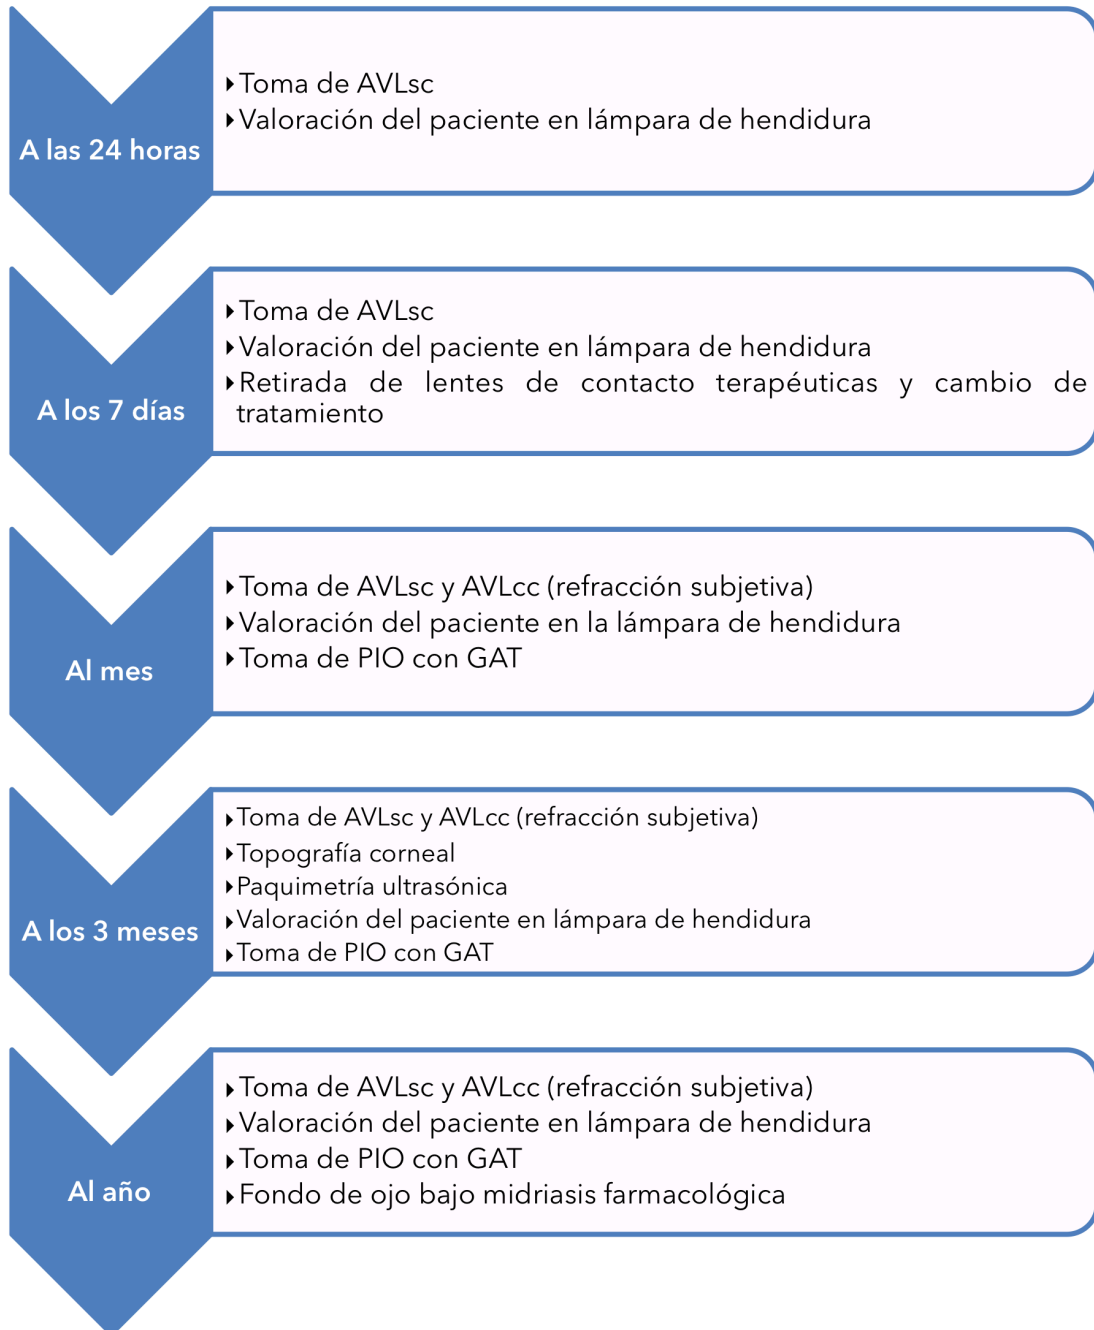 A las 24 horas
‣Toma de AVLsc
‣Valoración del paciente en lámpara de hendidura
A los 7 días
‣Toma de AVLsc
‣Valoración del paciente en lámpara de hendidura
‣Retirada de lentes de contacto terapéuticas y cambio de
tratamiento
Al mes
‣Toma de AVLsc y AVLcc (refracción subjetiva)
‣Valoración del paciente en la lámpara de hendidura
‣Toma de PIO con GAT
A los 3 meses
‣Toma de AVLsc y AVLcc (refracción subjetiva)
‣Topografía corneal
‣Paquimetría ultrasónica
‣Valoración del paciente en lámpara de hendidura
‣Toma de PIO con GAT
Al año
‣Toma de AVLsc y AVLcc (refracción subjetiva)
‣Valoración del paciente en lámpara de hendidura
‣Toma de PIO con GAT
‣Fondo de ojo bajo midriasis farmacológica